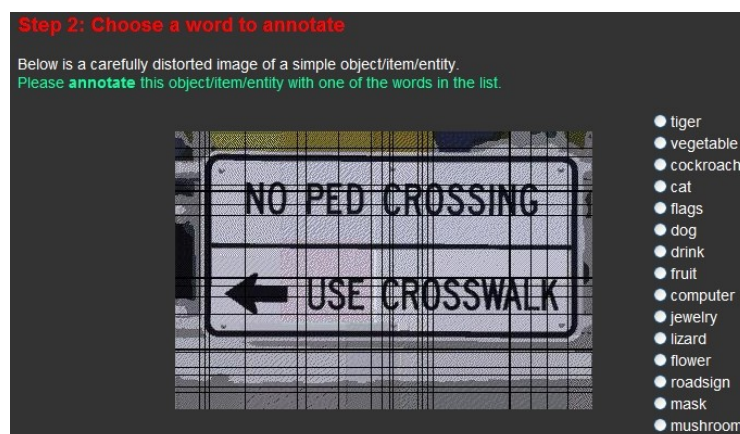 Step 2: Choose a word to annotate
Below is a carefully distorted image of a simple object/item/entity.
Please annotate this object/item/entity with one of the words in the list.
NO PED CROSSING
USE CROSSWALK
tiger
vegetable
cockroach
cat
flags
dog
drink
fruit
computer
jewelry
lizard
flower
roadsign
mask
mushroom